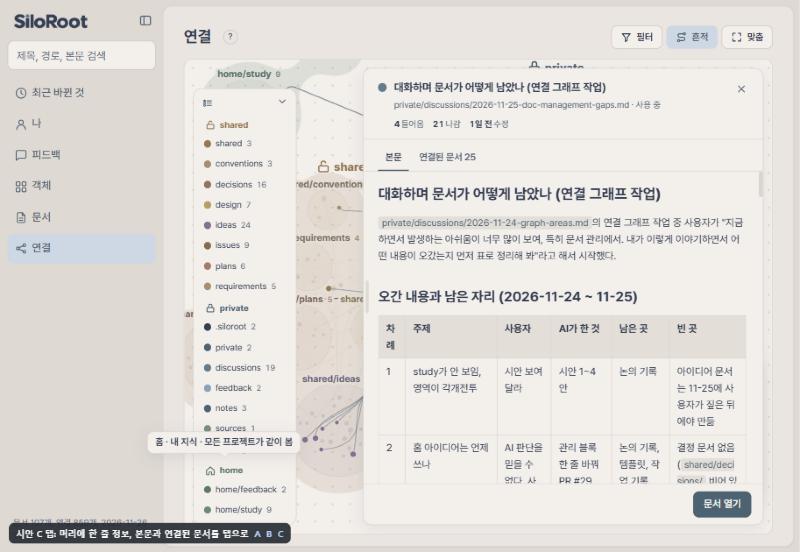 SiloRoot
제목, 경로, 본문 검색
최근 바뀐 것
나
피드백
객체
문서
연결
연결
?
필터
흔적
맞춤
home/study 9
shared
shared 3
conventions 3
decisions 16
design 7
ideas 24
issues 9
plans 6
requirements 5
private
.siloroot 2
private 2
discussions 19
feedback 2
notes 3
sources 1
홈 · 내 지식 · 모든 프로젝트가 같이 봄
home
home/feedback 2
home/study 9
private
shared/ideas
대화하며 문서가 어떻게 남았나 (연결 그래프 작업)
private/discussions/2026-11-25-doc-management-gaps.md · 사용 중
4 들어옴 21 나감 1일 전 수정
본문
연결된 문서 25
대화하며 문서가 어떻게 남았나 (연결 그래프 작업)
private/discussions/2026-11-24-graph-areas.md 의 연결 그래프 작업 중 사용자가 "지금
하면서 발생하는 아쉬움이 너무 많이 보여, 특히 문서 관리에서. 내가 어떻게 이야기하면서 어
떤 내용이 오갔는지 먼저 표로 정리해 봐"라고 해서 시작했다.
오간 내용과 남은 자리 (2026-11-24 ~ 11-25)
차례 주제 사용자 AI가 한 것 남은 곳 빈 곳
1 study가 안 보임, 영역이 각개전투 시안 보여 달라 시안 1~4안 논의 기록 아이디어 문서는 11-25에 사용자가 짚은 뒤에야 만듦
2 홈 아이디어는 언제 쓰나 AI 판단을 믿을 수 없다. 사 관리 블록 한 줄 바꿔 PR #29 논의 기록, 템플릿, 작업 기록 결정 문서 없음 (shared/decisions/ 비어 있
문서 열기
시안 C 탭: 머리에 한 줄 정보, 본문과 연결된 문서를 탭으로 A B C